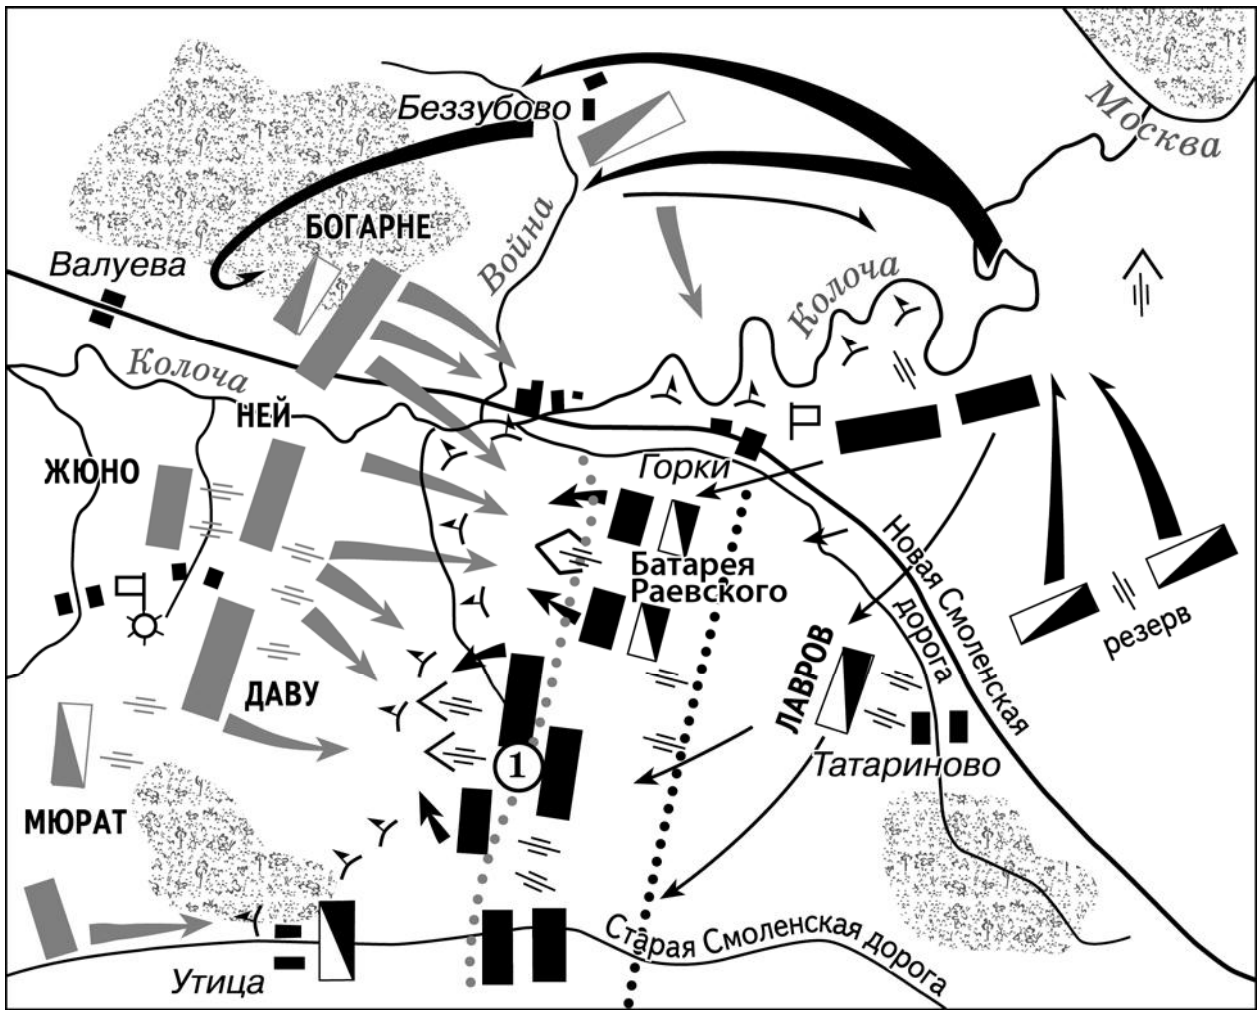 Москва
Беззубово
БОГАРНЕ
Война
Валуева
Колоча
Колоча
НЕЙ
ЖЮНО
Горки
Батарея
Раевского
Новая Смоленская
дорога
резерв
ЛАВРОВ
ДАВУ
1
Татариново
МЮРАТ
Старая Смоленская дорога
Утица